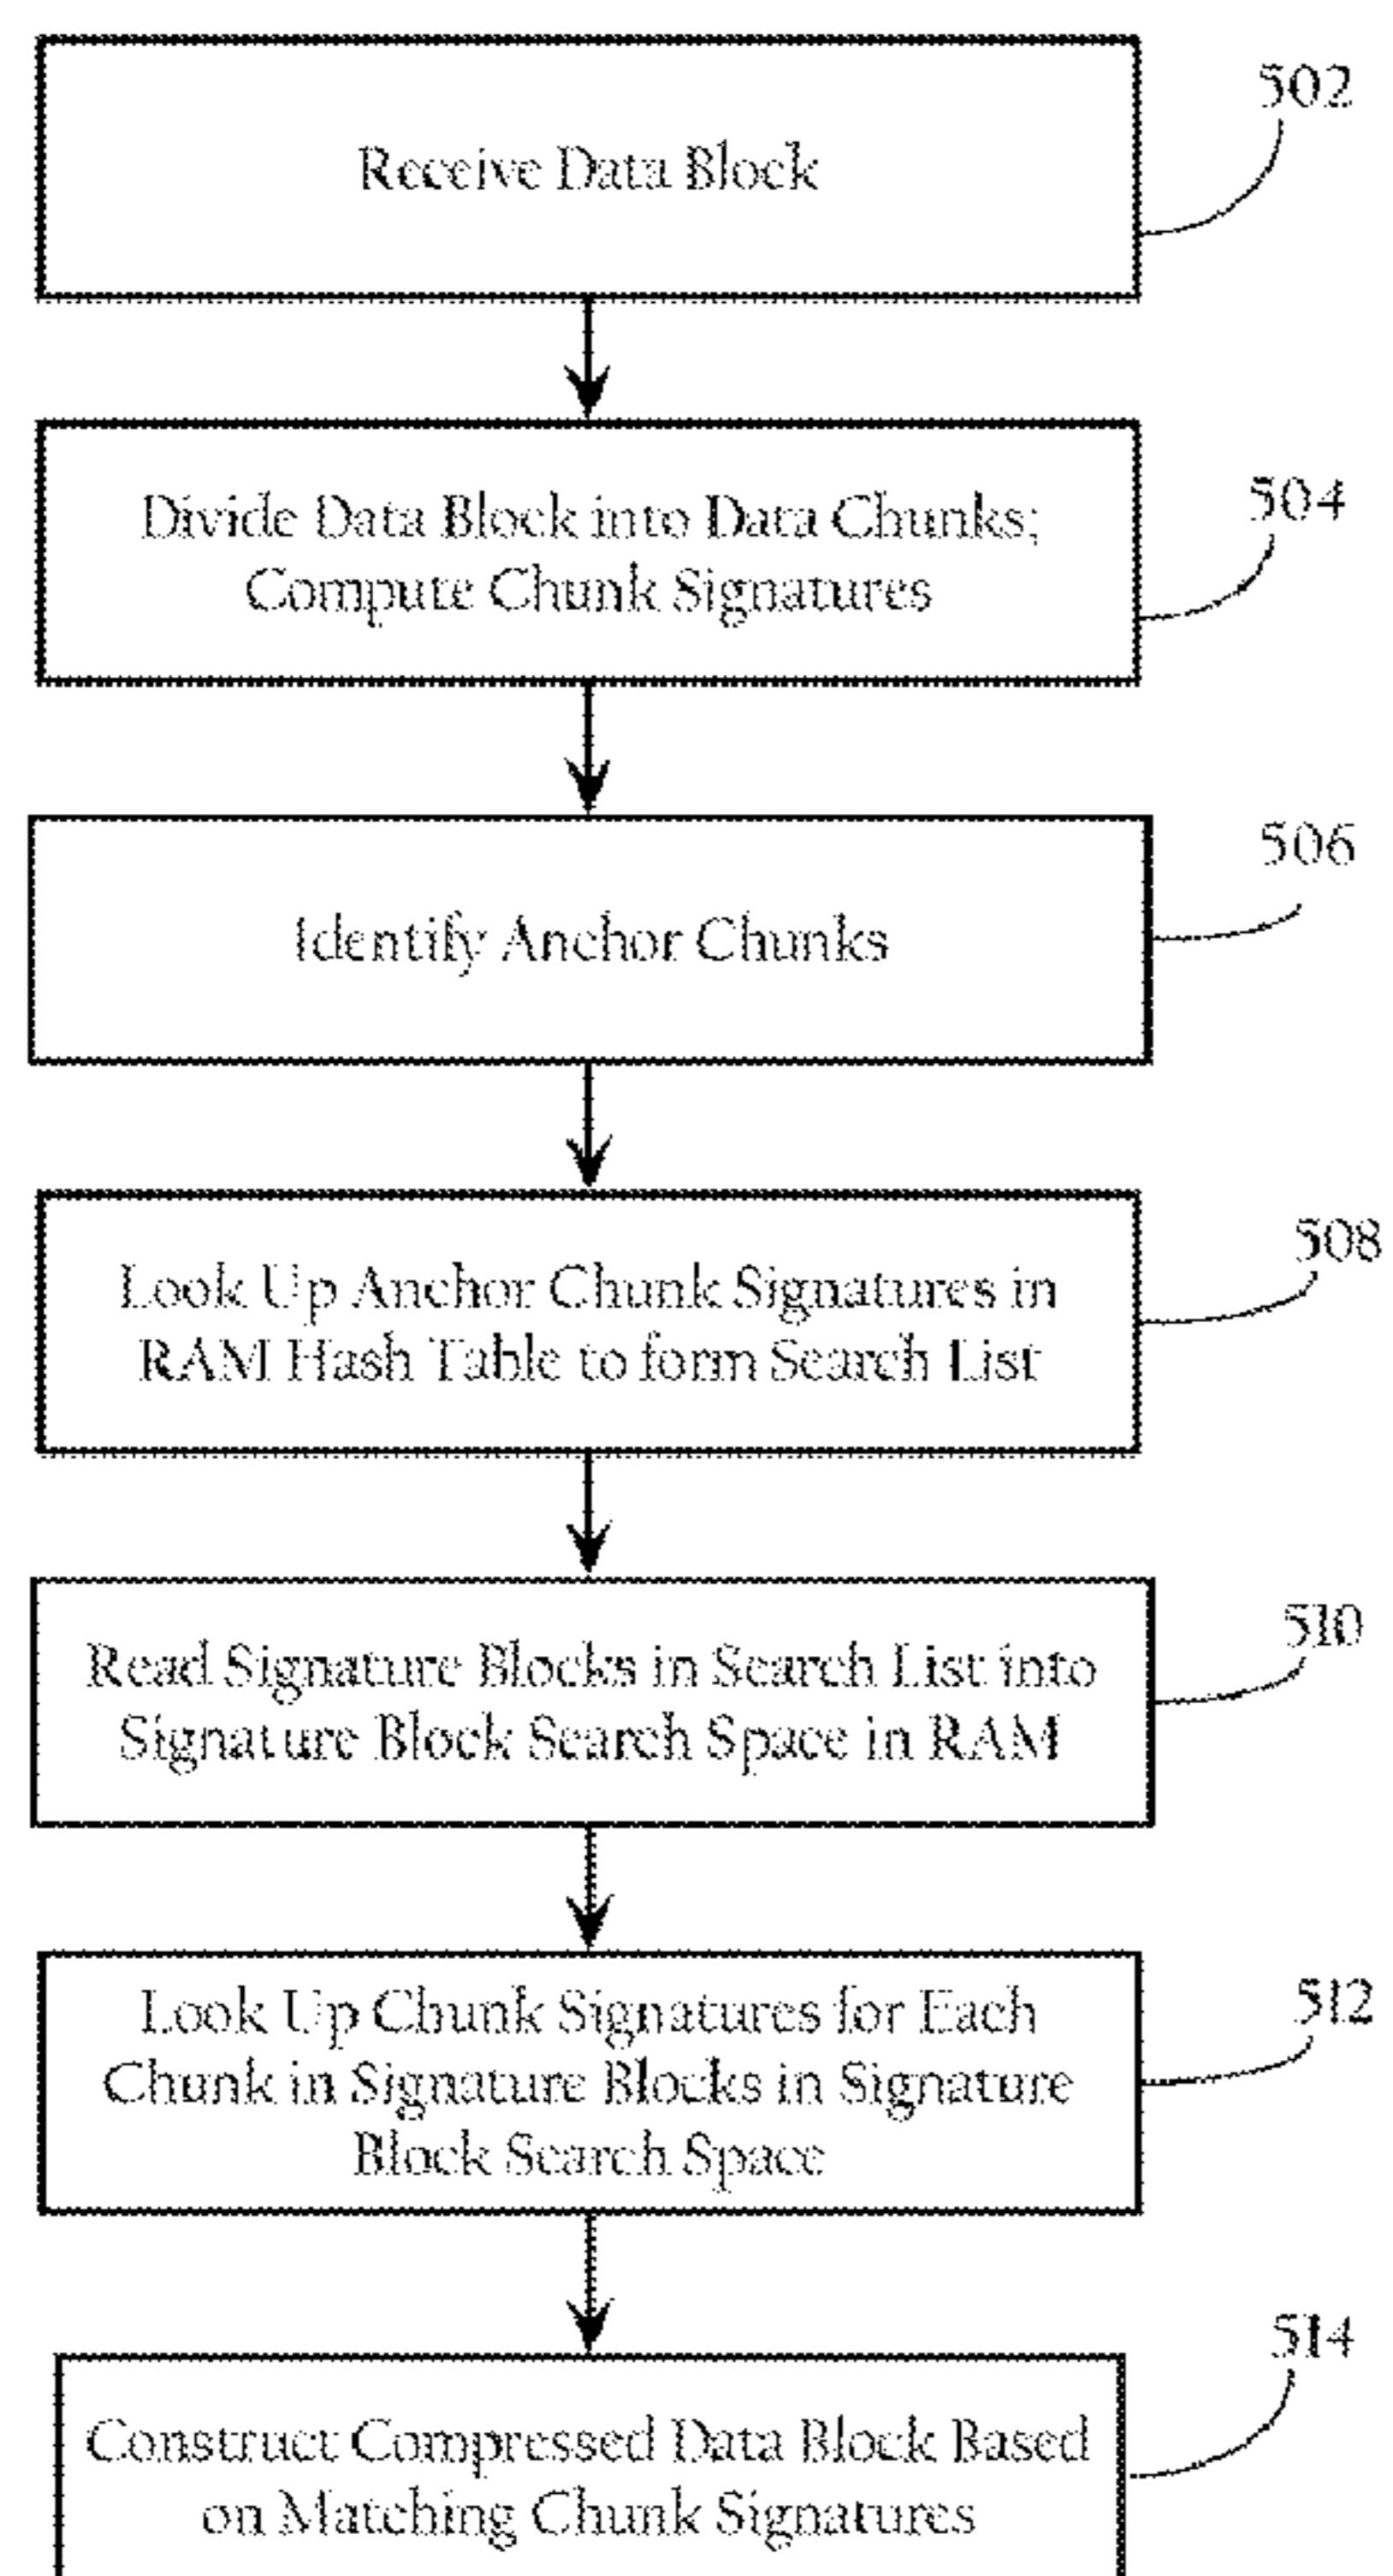 Receive Data Block
502
Divide Data Block into Data Chunks;
Compute Chunk Signatures
504
Identify Anchor Chunks
506
Look Up Anchor Chunk Signatures in
RAM Hash Table to form Search List
508
Read Signature Blocks in Search List into
Signature Block Search Space in RAM
510
Look Up Chunk Signatures for Each
Chunk in Signature Blocks in Signature
Block Search Space
512
Construct Compressed Data Block Based
on Matching Chunk Signatures
514